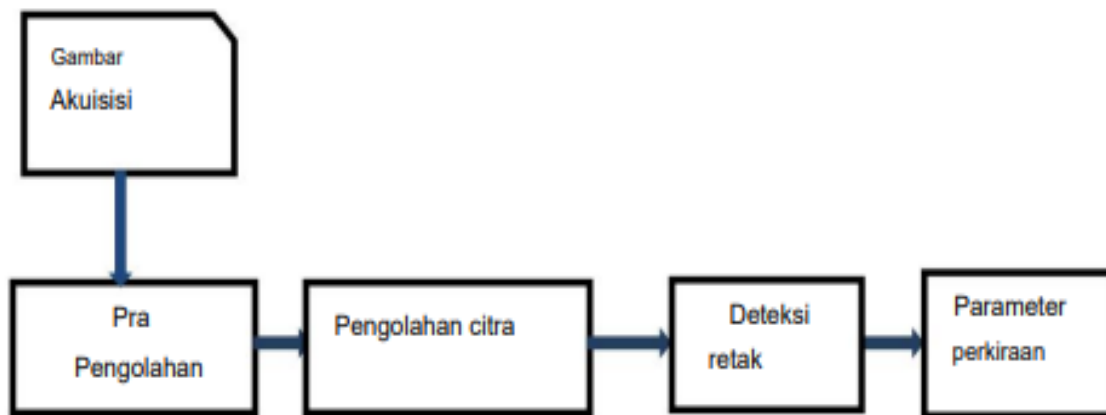 Gambar
Akuisisi
Pra
Pengolahan
Pengolahan citra
Deteksi
retak
Parameter
perkiraan